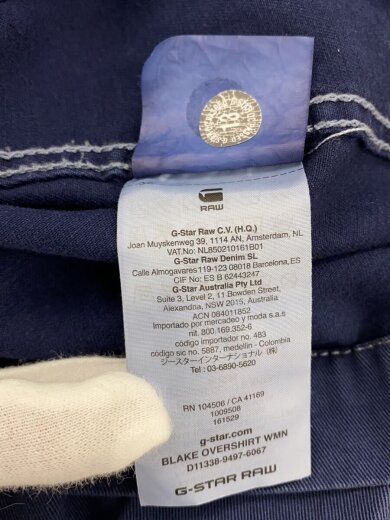 RAW
G-Star Raw C.V. (H.Q.)
Joan Muyskenweg 39, 1114 AN, Amsterdam, NL
VAT.No: NL850210161B01
G-Star Raw Denim SL
Calle Almogavares 119-123 08018 Barcelona, ES
CIF No: ES B 62443247
G-Star Australia Pty Ltd
Suite 3, Level 2, 11 Bowden Street,
Alexandria, NSW 2015, Australia
ACN 084011852
Importado por mercadeo y moda s.a.s
nit. 800.169.352-6
código importador no. 483
código sic no. 5887, medellin - Colombia
ジースターインターナショナル (株)
Tel : 03-6890-5620
RN 104506 / CA 41169
1009508
161529
g-star.com
BLAKE OVERSHIRT WMN
D11338-9497-6067
G-STAR RAW